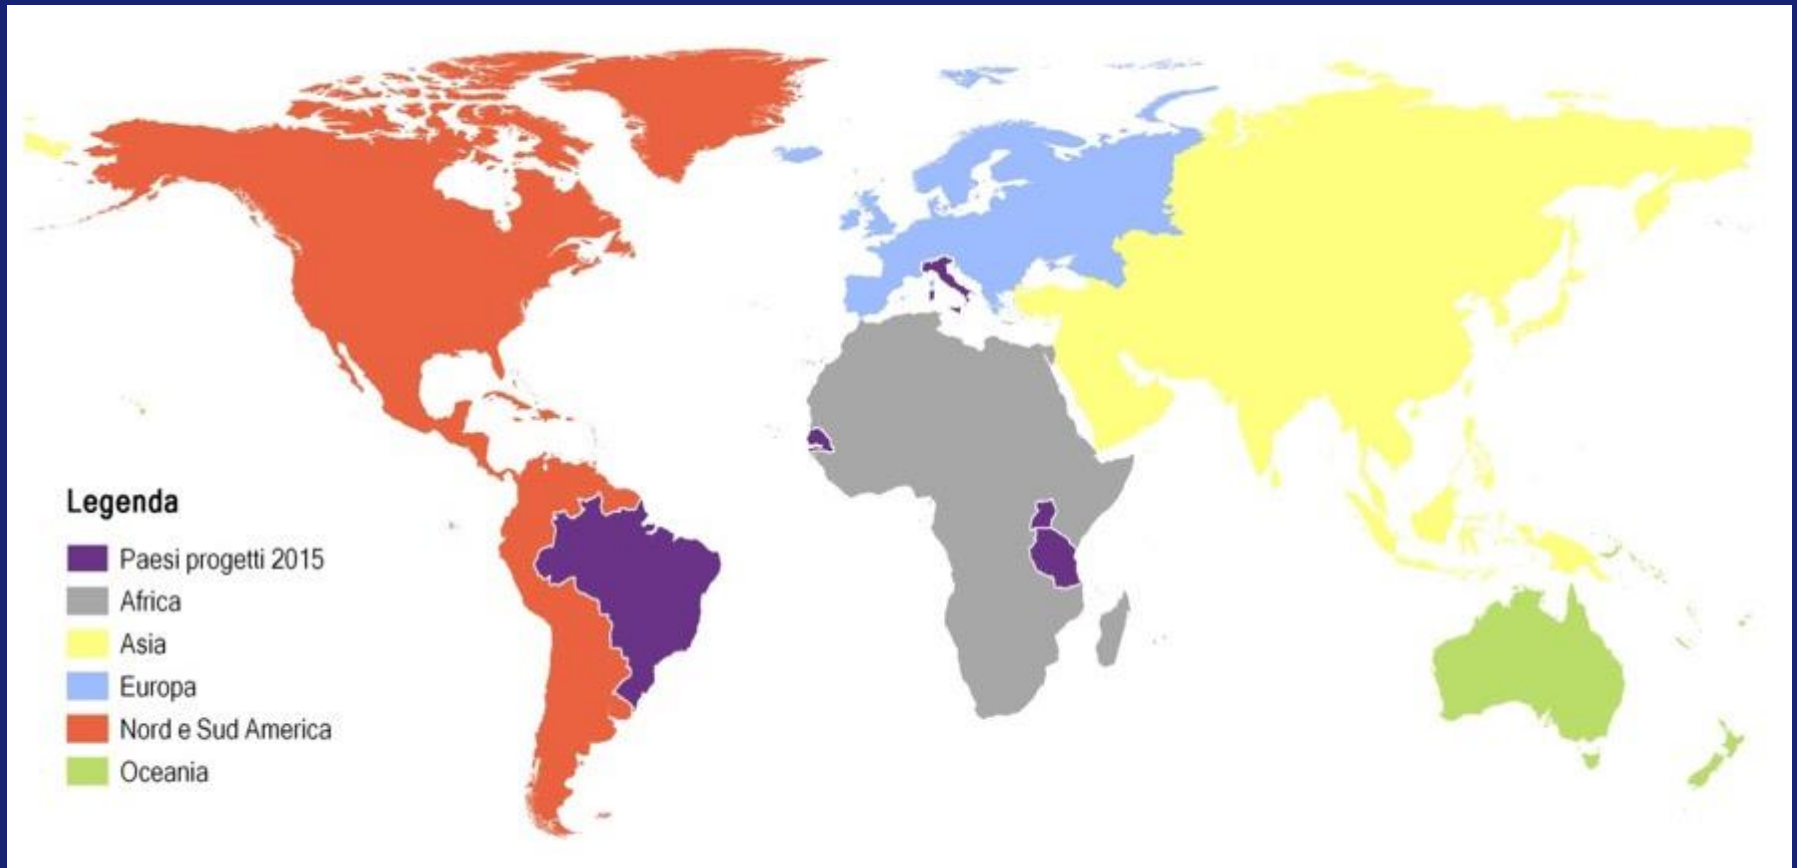 Legenda
Paesi progetti 2015
Africa
Asia
Europa
Nord e Sud America
Oceania